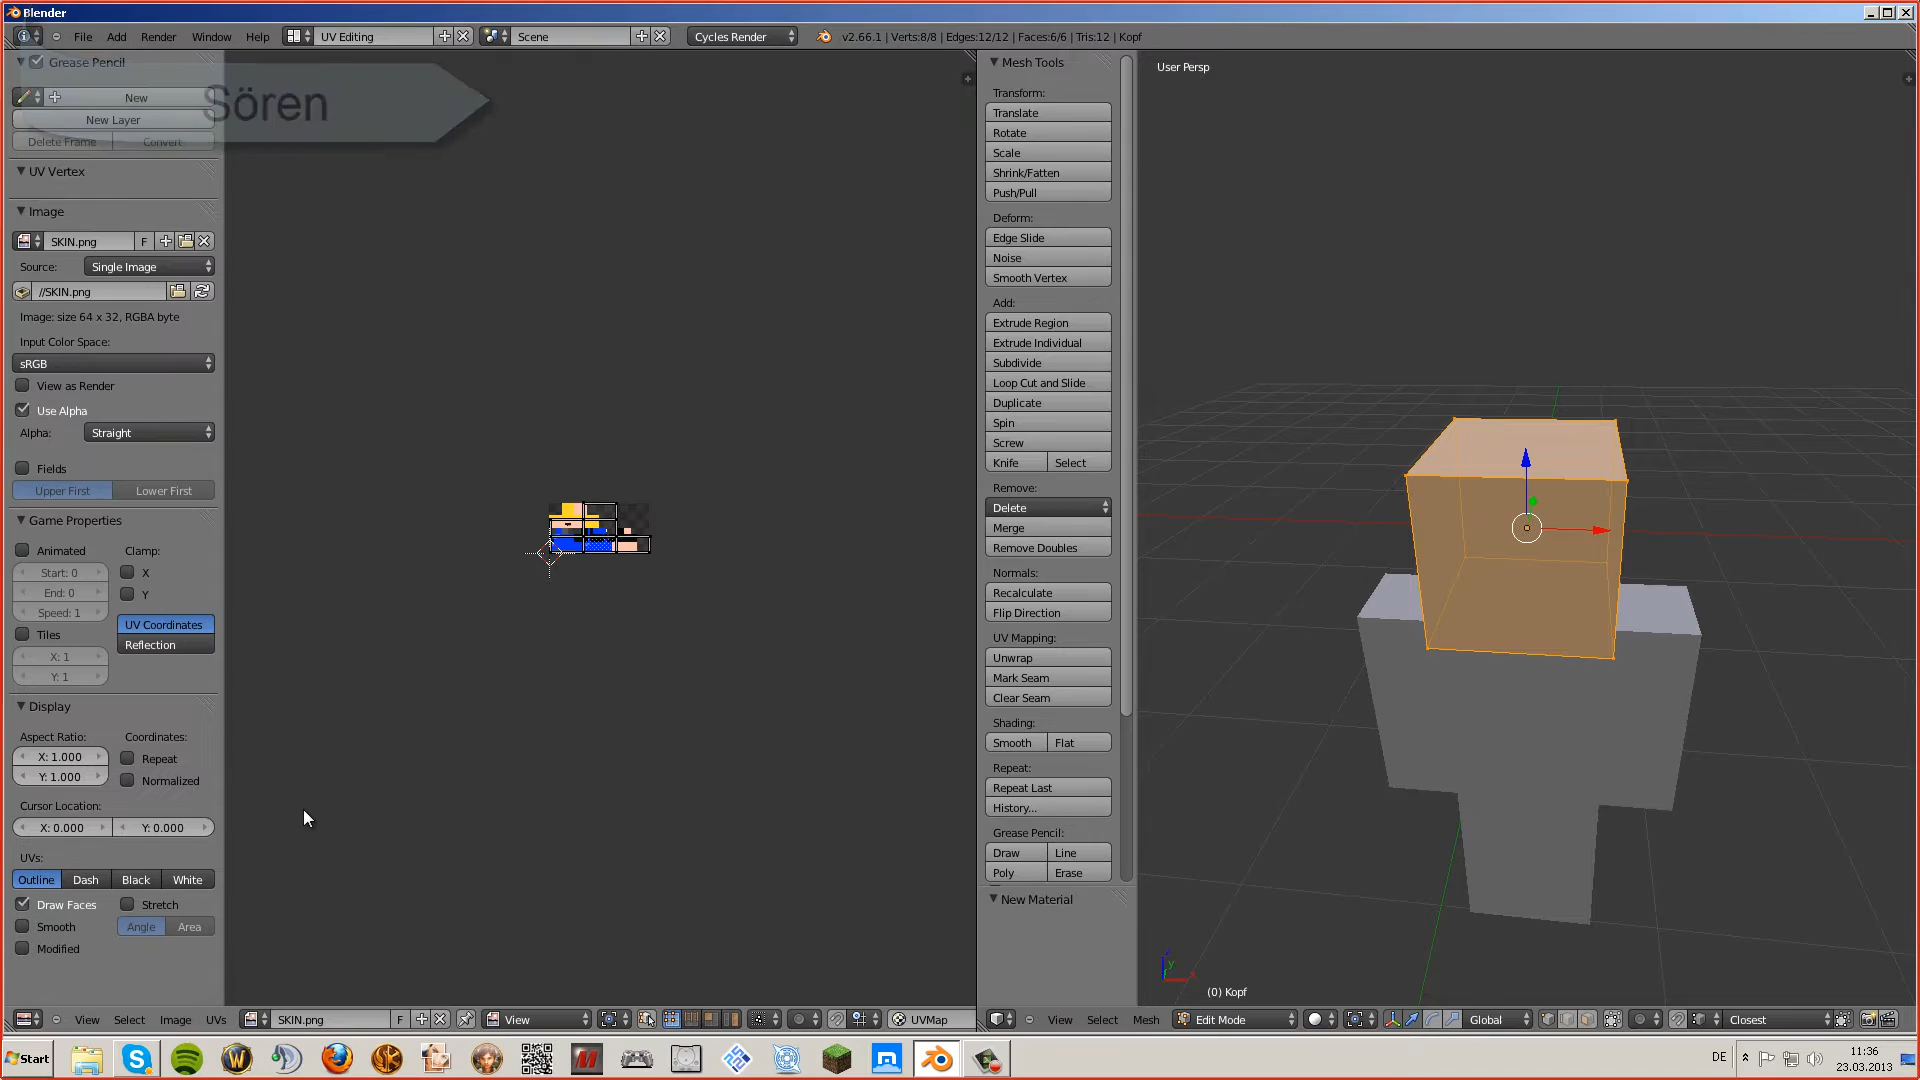 Blender
File Add Render Window Help UV Editing Scene Cycles Render v2.66.1 | Verts:8/8 | Edges:12/12 | Faces:6/6 | Tris:12 | Kopf
Grease Pencil
New
Sören
New Layer
Delete Frame Convert
UV Vertex
Image
SKIN.png F
Source: Single Image
//SKIN.png
Image: size 64 x 32, RGBA byte
Input Color Space:
sRGB
View as Render
Use Alpha
Alpha: Straight
Fields
Upper First Lower First
Game Properties
Animated Clamp:
Start: 0 X
End: 0 Y
Speed: 1 UV Coordinates
Tiles Reflection
X: 1
Y: 1
Display
Aspect Ratio: Coordinates:
X: 1.000 Repeat
Y: 1.000 Normalized
Cursor Location:
X: 0.000 Y: 0.000
UVs:
Outline Dash Black White
Draw Faces Stretch
Smooth Angle Area
Modified
View Select Image UVs SKIN.png F View UVMap
Mesh Tools
Transform:
Translate
Rotate
Scale
Shrink/Fatten
Push/Pull
Deform:
Edge Slide
Noise
Smooth Vertex
Add:
Extrude Region
Extrude Individual
Subdivide
Loop Cut and Slide
Duplicate
Spin
Screw
Knife Select
Remove:
Delete
Merge
Remove Doubles
Normals:
Recalculate
Flip Direction
UV Mapping:
Unwrap
Mark Seam
Clear Seam
Shading:
Smooth Flat
Repeat:
Repeat Last
History...
Grease Pencil:
Draw Line
Poly Erase
New Material
User Persp
z
y
x
(0) Kopf
View Select Mesh Edit Mode Global Closest
Start DE 11:36
23.03.2013